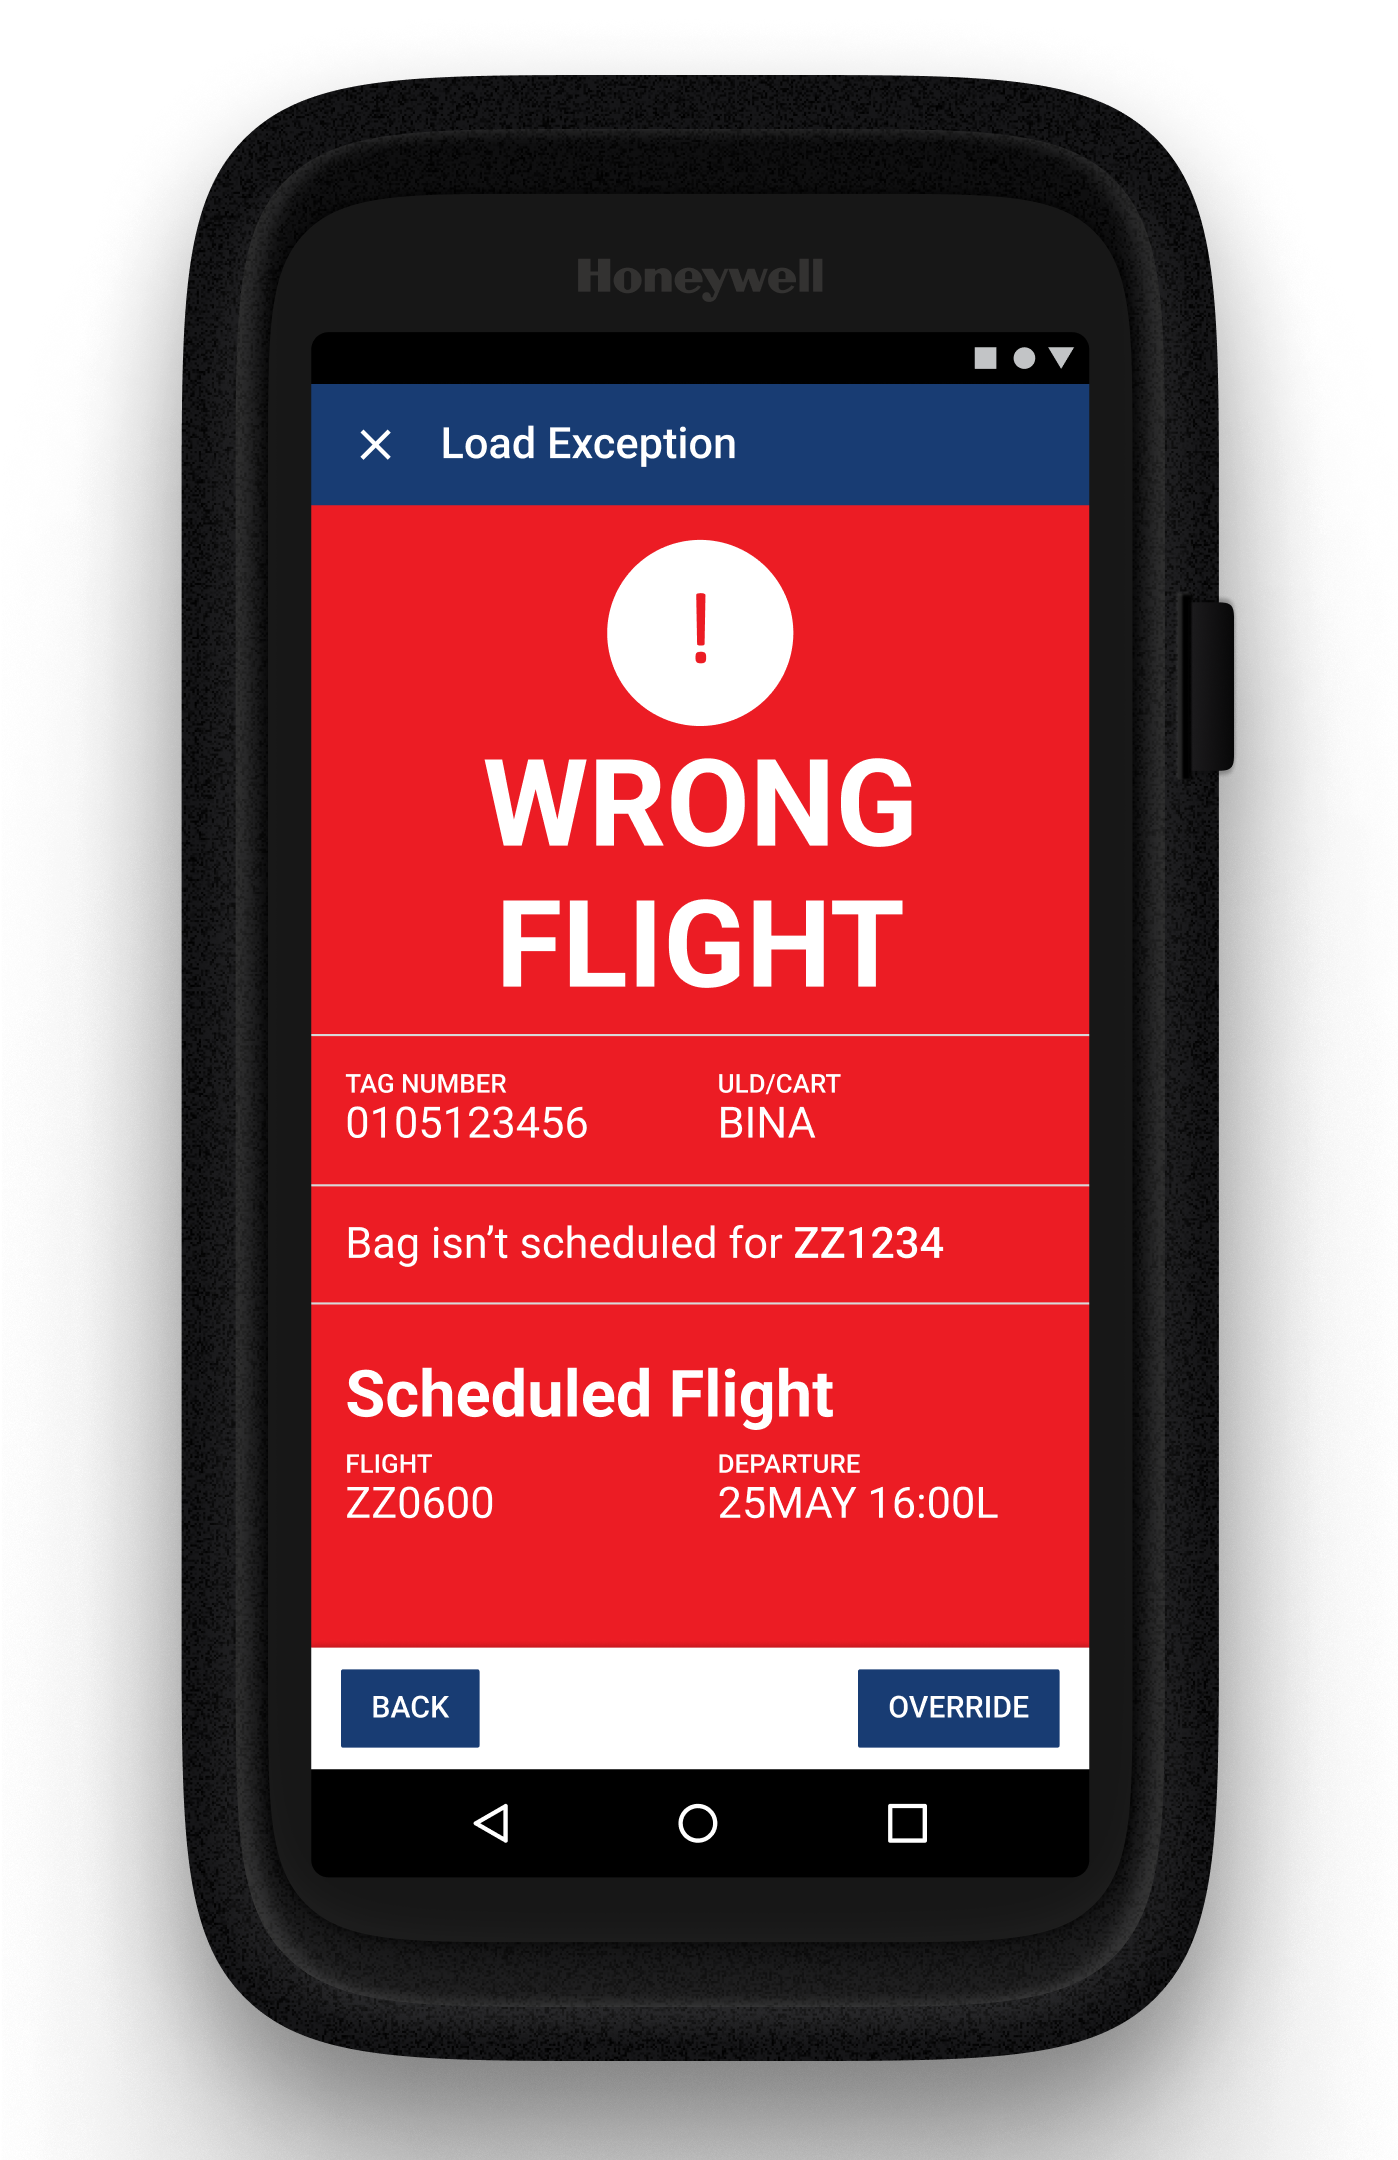 Honeywell
Load Exception
!
WRONG
FLIGHT
TAG NUMBER
0105123456
ULD/CART
BINA
Bag isn’t scheduled for ZZ1234
Scheduled Flight
FLIGHT
ZZ0600
DEPARTURE
25MAY 16:00L
BACK
OVERRIDE